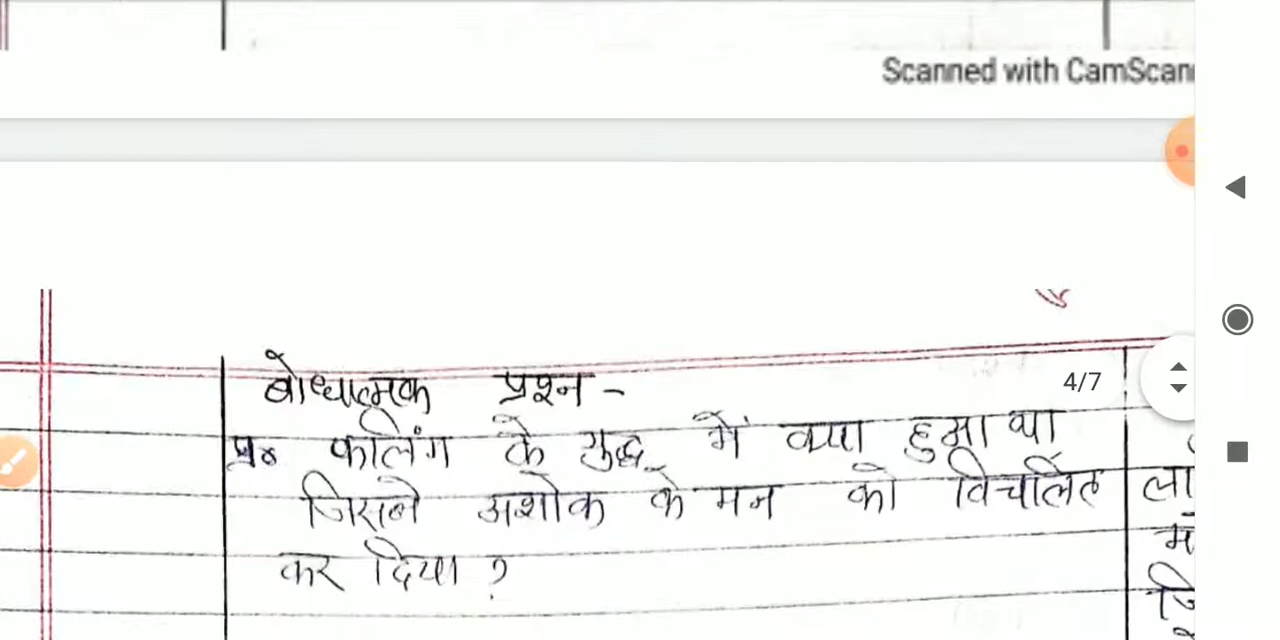 Scanned with CamScan
बोधात्मक प्रश्न -
4/7
प्र० कलिंग के युद्ध में क्या हुआ था
जिसने अशोक के मन को विचलित
ला
कर दिया ?